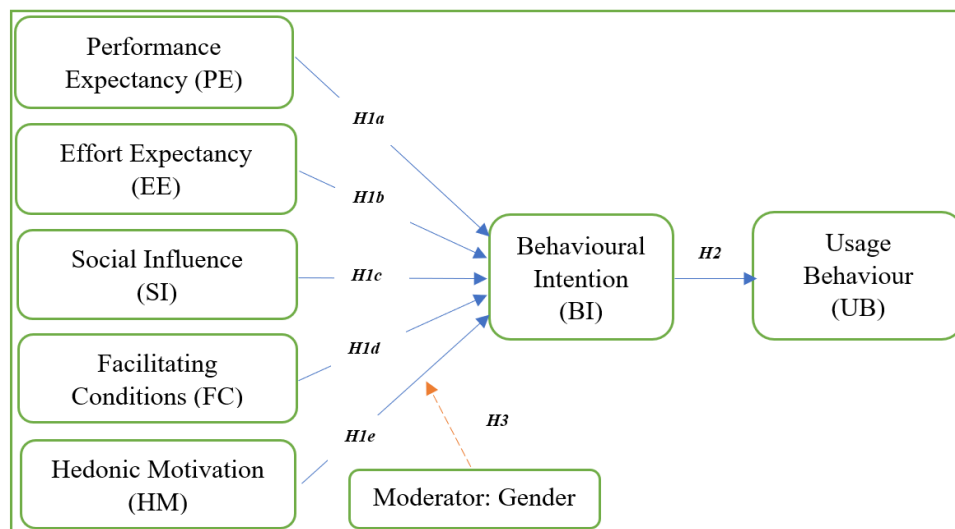 Performance
Expectancy (PE)
H1a
Effort Expectancy
(EE)
H1b
Social Influence
(SI)
H1c
Facilitating
Conditions (FC)
H1d
Hedonic Motivation
(HM)
H1e
Behavioural
Intention
(BI)
H2
Usage
Behaviour
(UB)
H3
Moderator: Gender